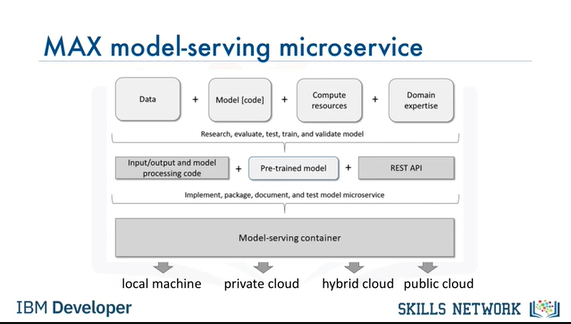 MAX model-serving microservice
Data + Model [code] + Compute resources + Domain expertise
Research, evaluate, test, train, and validate model
Input/output and model processing code + Pre-trained model + REST API
Implement, package, document, and test model microservice
Model-serving container
local machine private cloud hybrid cloud public cloud
IBM Developer
SKILLS NETWORK